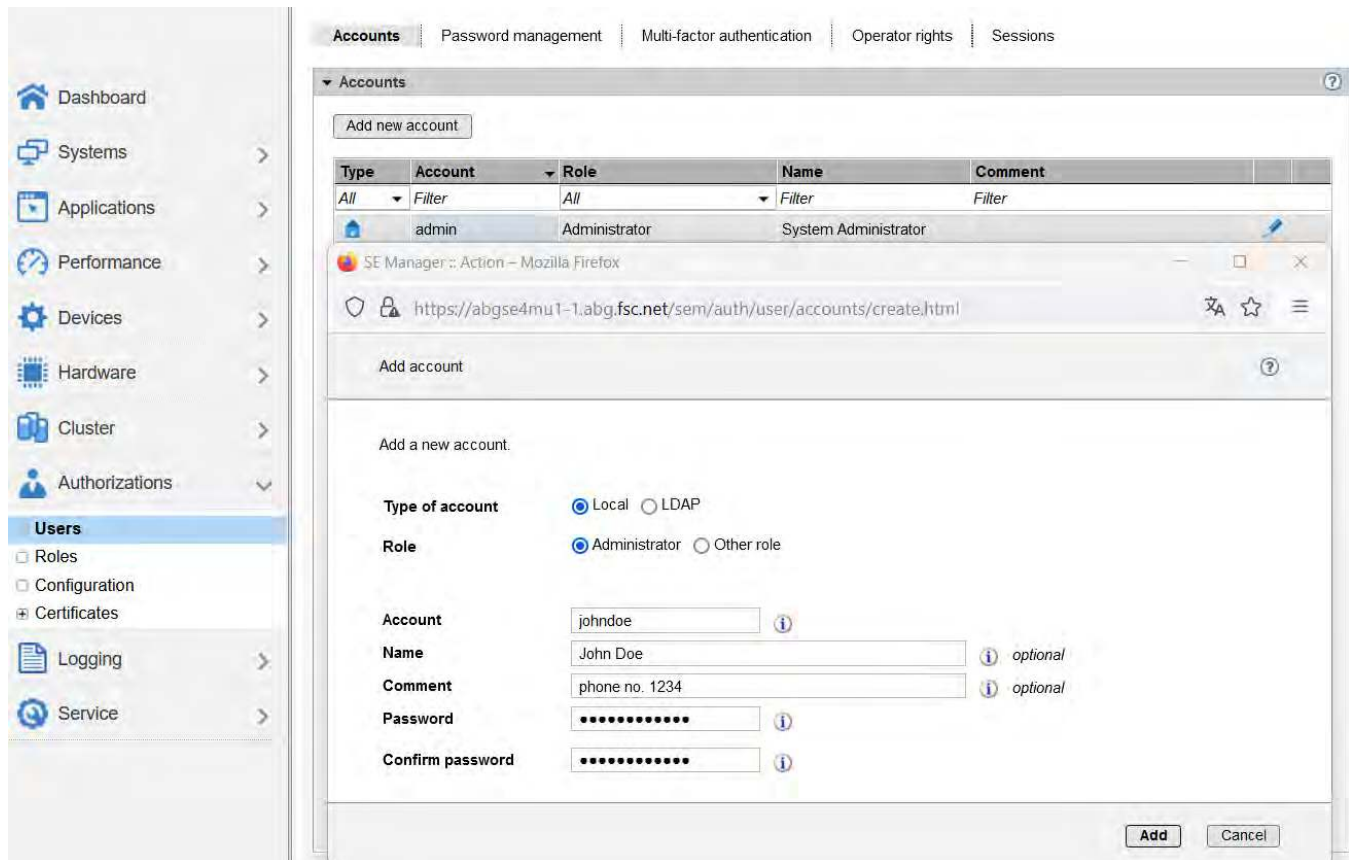 Accounts Password management Multi-factor authentication Operator rights Sessions
Accounts
Add new account
Type Account Role Name Comment
All Filter All Filter Filter
admin Administrator System Administrator
Dashboard
Systems
Applications
Performance
Devices
Hardware
Cluster
Authorizations
Users
Roles
Configuration
Certificates
Logging
Service
SE Manager :: Action – Mozilla Firefox
https://abgse4mu1-1.abg.fsc.net/sem/auth/user/accounts/create.html
Add account
Add a new account.
Type of account Local LDAP
Role Administrator Other role
Account johndoe
Name John Doe optional
Comment phone no. 1234 optional
Password ••••••••••••
Confirm password ••••••••••••
Add Cancel